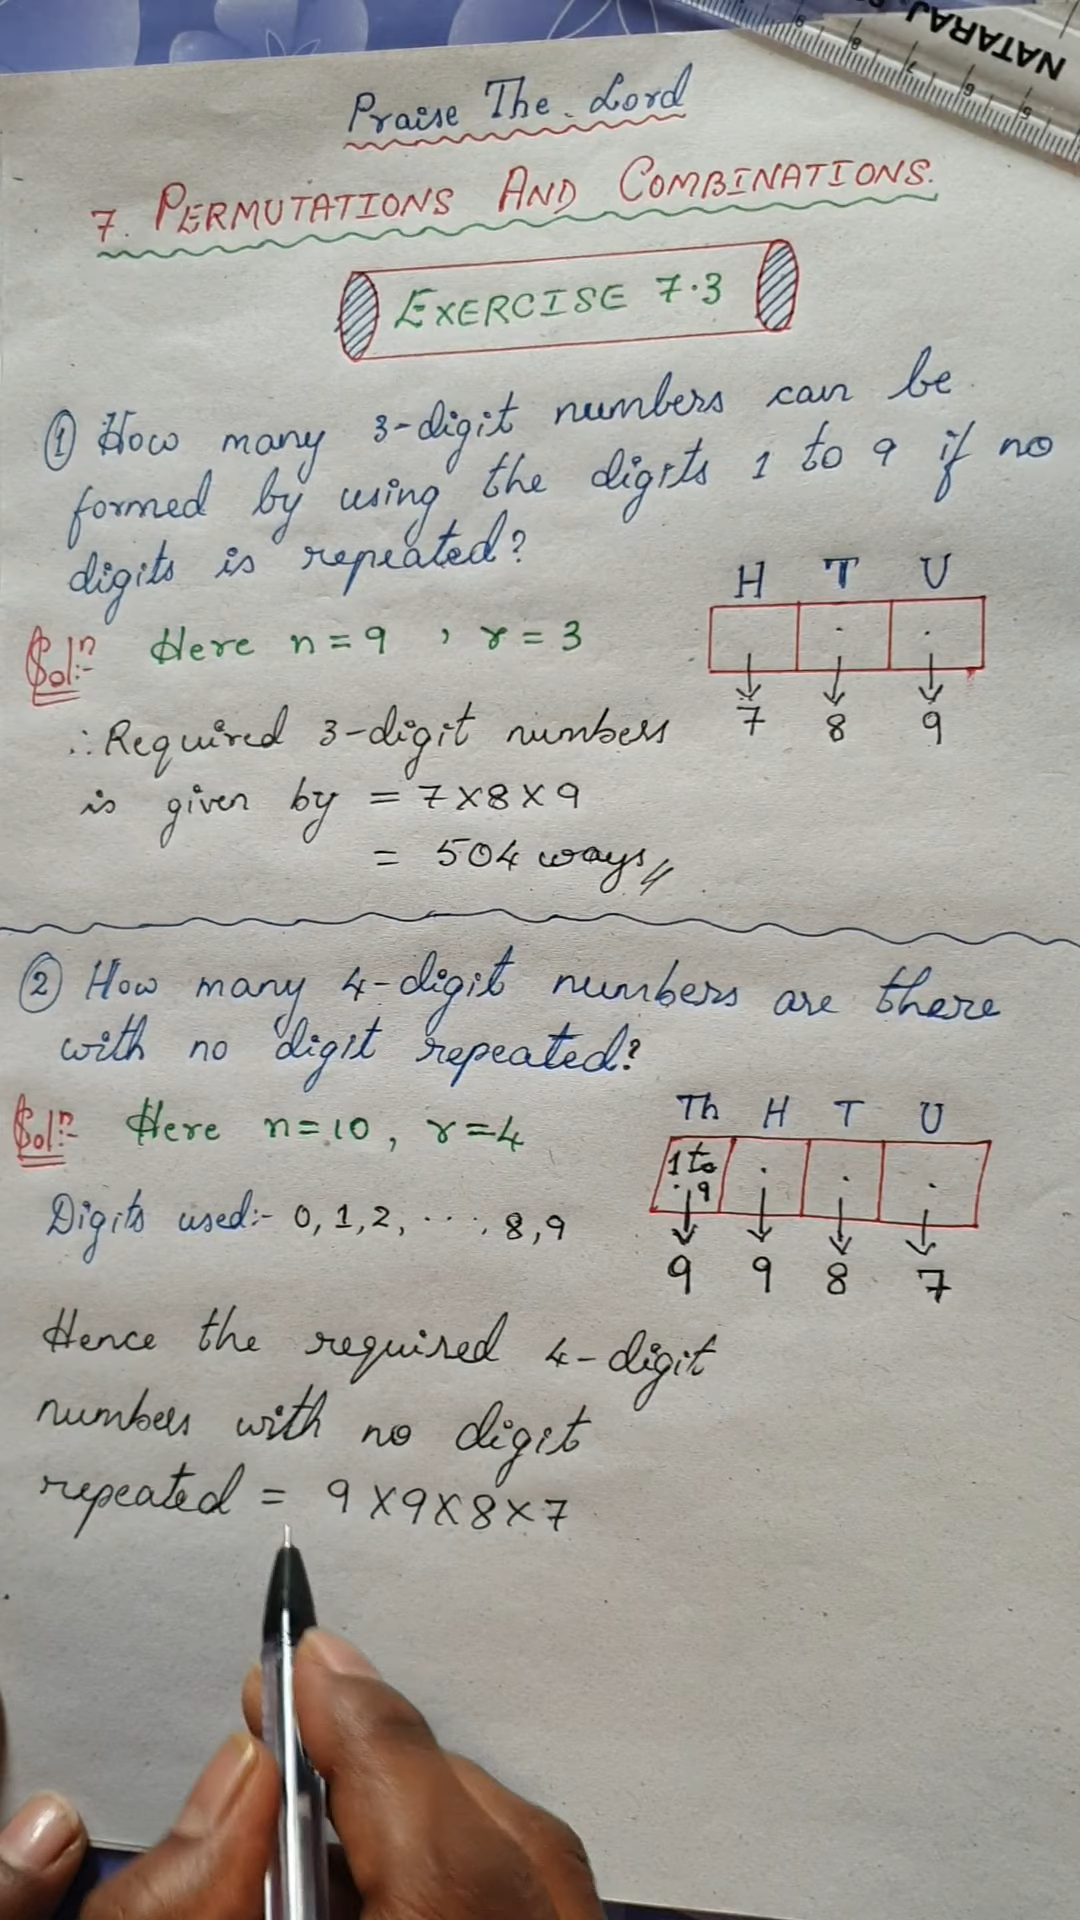 NATARAJ
Praise The Lord
7. PERMUTATIONS AND COMBINATIONS.
EXERCISE 7.3
① How many 3-digit numbers can be
formed by using the digits 1 to 9 if no
digits is repeated?
H T U
Solⁿ:- Here n = 9 , r = 3
7 8 9
∴ Required 3-digit numbers
is given by = 7 × 8 × 9
= 504 ways//
② How many 4-digit numbers are there
with no digit repeated?
Th H T U
Solⁿ:- Here n=10, r=4
1 to
9
Digits used:- 0, 1, 2, ...., 8, 9
9 9 8 7
Hence the required 4-digit
numbers with no digit
repeated = 9 × 9 × 8 × 7